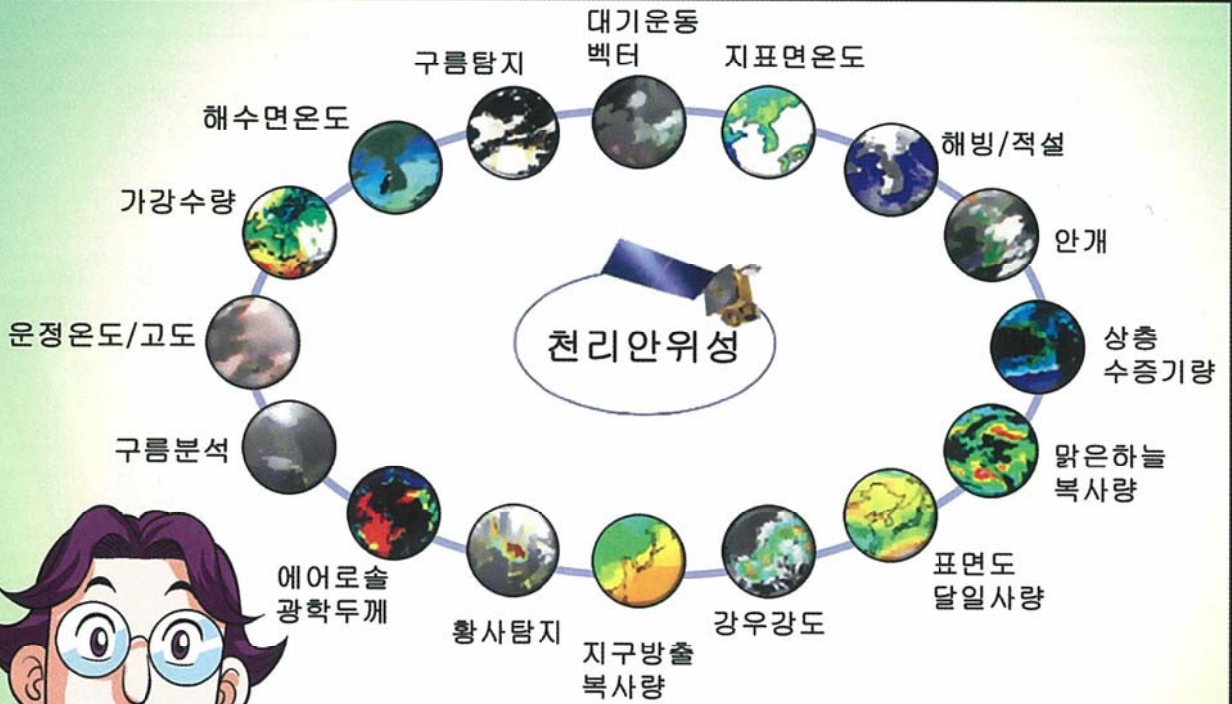 대기운동
벡터
구름탐지
지표면온도
해수면온도
해빙/적설
가강수량
안개
운정온도/고도
천리안위성
상층
수증기량
구름분석
맑은하늘
복사량
에어로솔
광학두께
표면도
달일사량
황사탐지
강우강도
지구방출
복사량